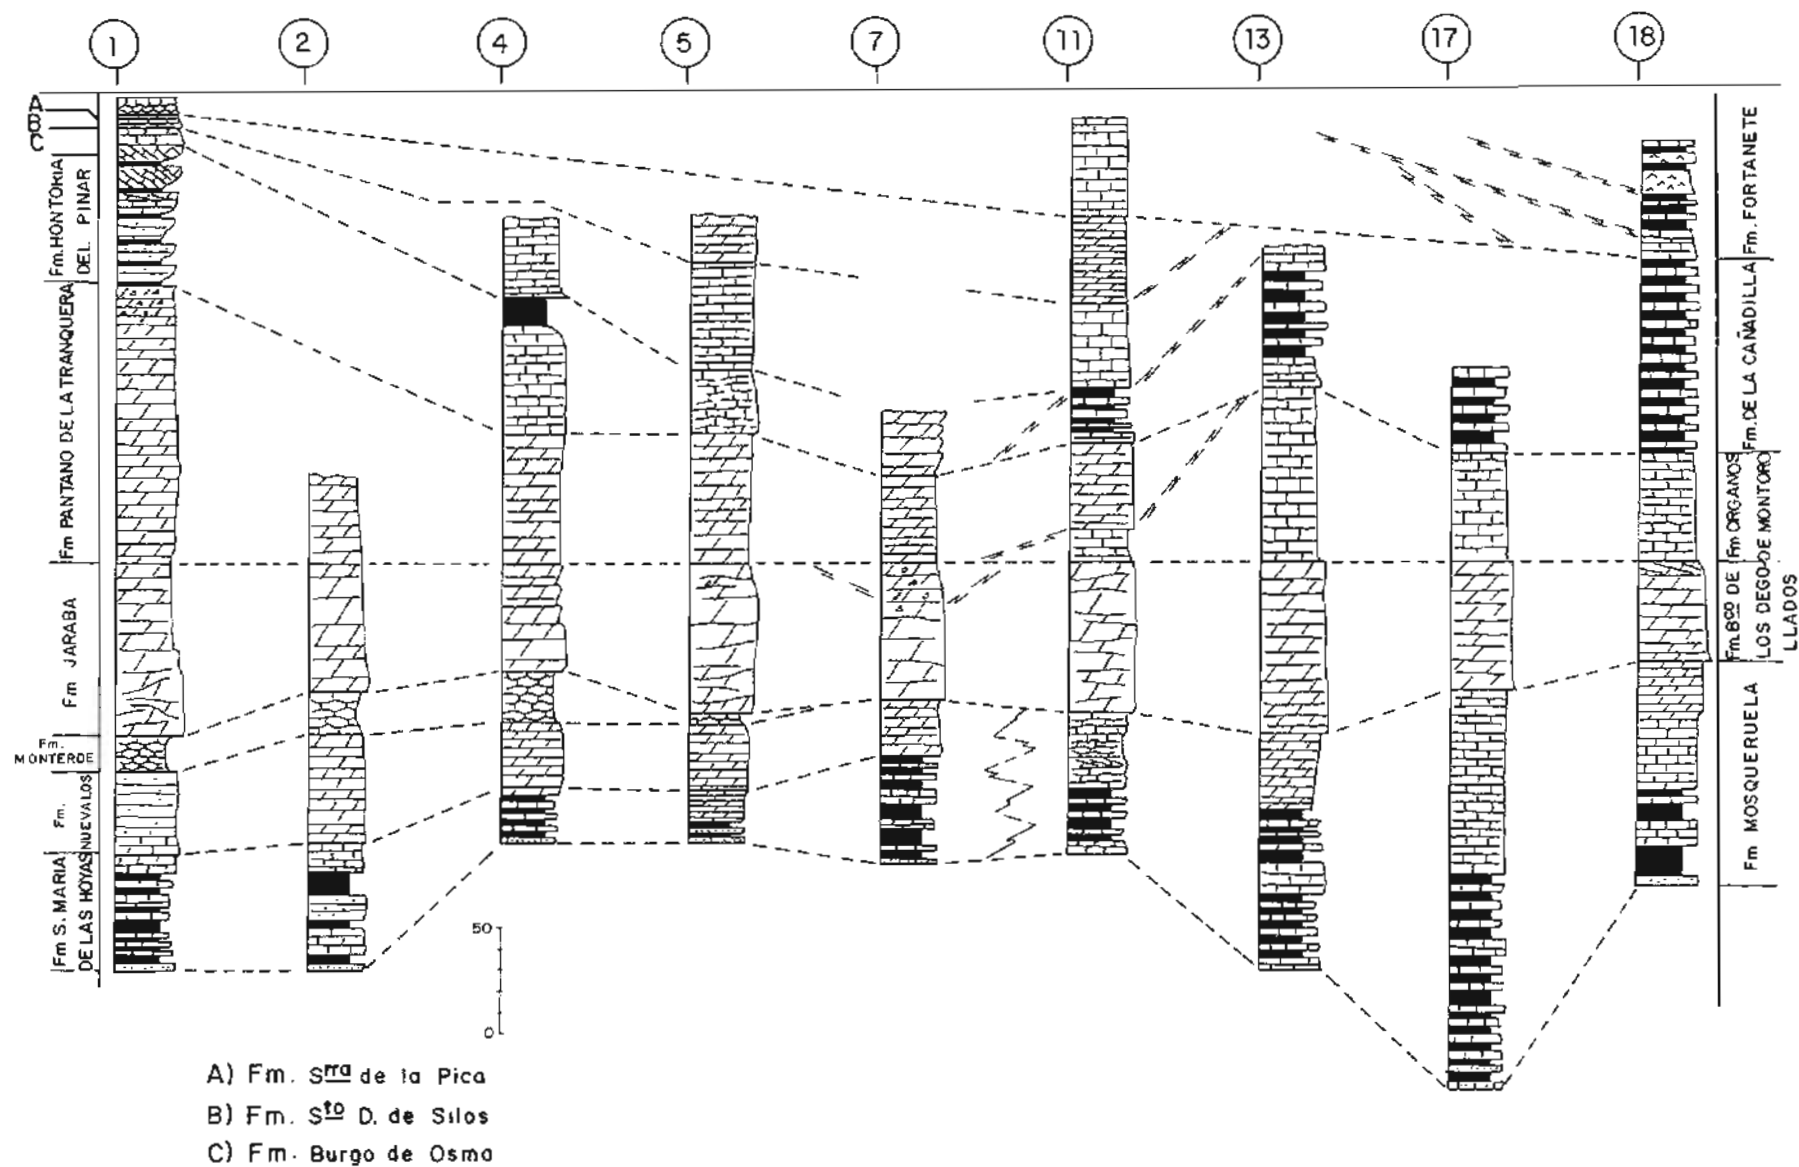 1 2 4 5 7 11 13 17 18
A
B
C
Fm. HONTORIA
DEL PINAR
Fm PANTANO DE LA TRANQUERA
Fm JARABA
Fm.
MONTERDE
Fm.
NUEVALOS
Fm S. MARIA
DE LAS HOYAS
Fm. FORTANETE
Fm. DE LA CAÑADILLA
Fm ORGANOS
DE MONTORO
Fm. Bco DE
LOS DEGO-
LLADOS
Fm MOSQUERUELA
50
0
A) Fm. Srra de la Pica
B) Fm. Sto D. de Silos
C) Fm. Burgo de Osma